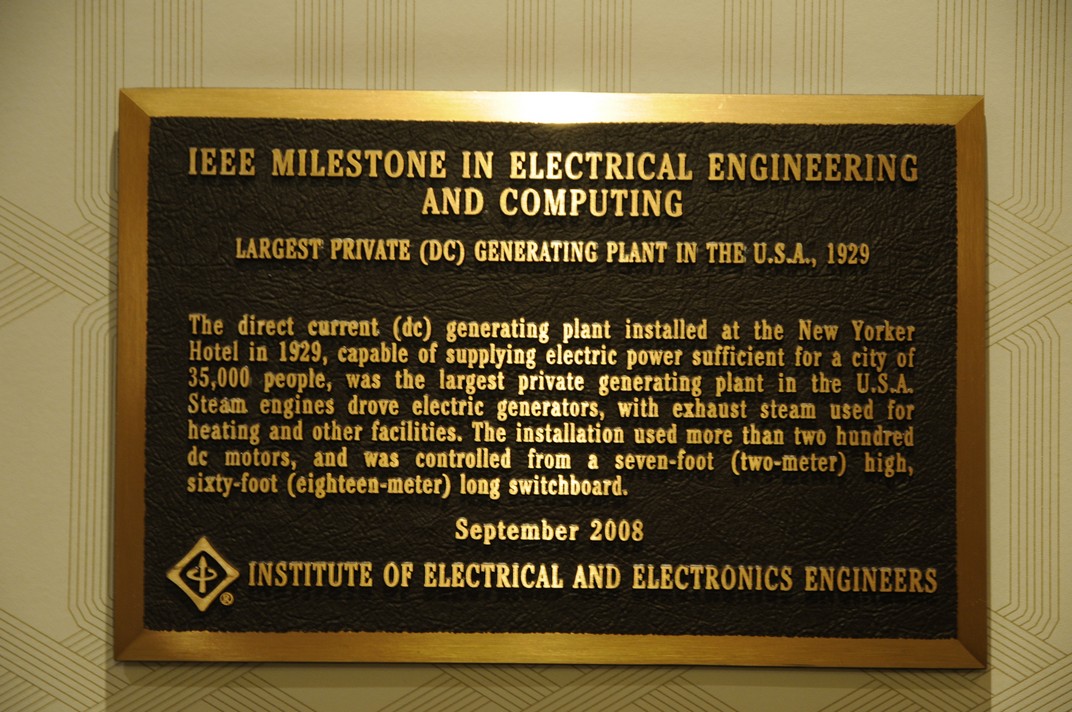 IEEE MILESTONE IN ELECTRICAL ENGINEERING
AND COMPUTING
LARGEST PRIVATE (DC) GENERATING PLANT IN THE U.S.A., 1929
The direct current (dc) generating plant installed at the New Yorker
Hotel in 1929, capable of supplying electric power sufficient for a city of
35,000 people, was the largest private generating plant in the U.S.A.
Steam engines drove electric generators, with exhaust steam used for
heating and other facilities. The installation used more than two hundred
dc motors, and was controlled from a seven-foot (two-meter) high,
sixty-foot (eighteen-meter) long switchboard.
September 2008
® INSTITUTE OF ELECTRICAL AND ELECTRONICS ENGINEERS